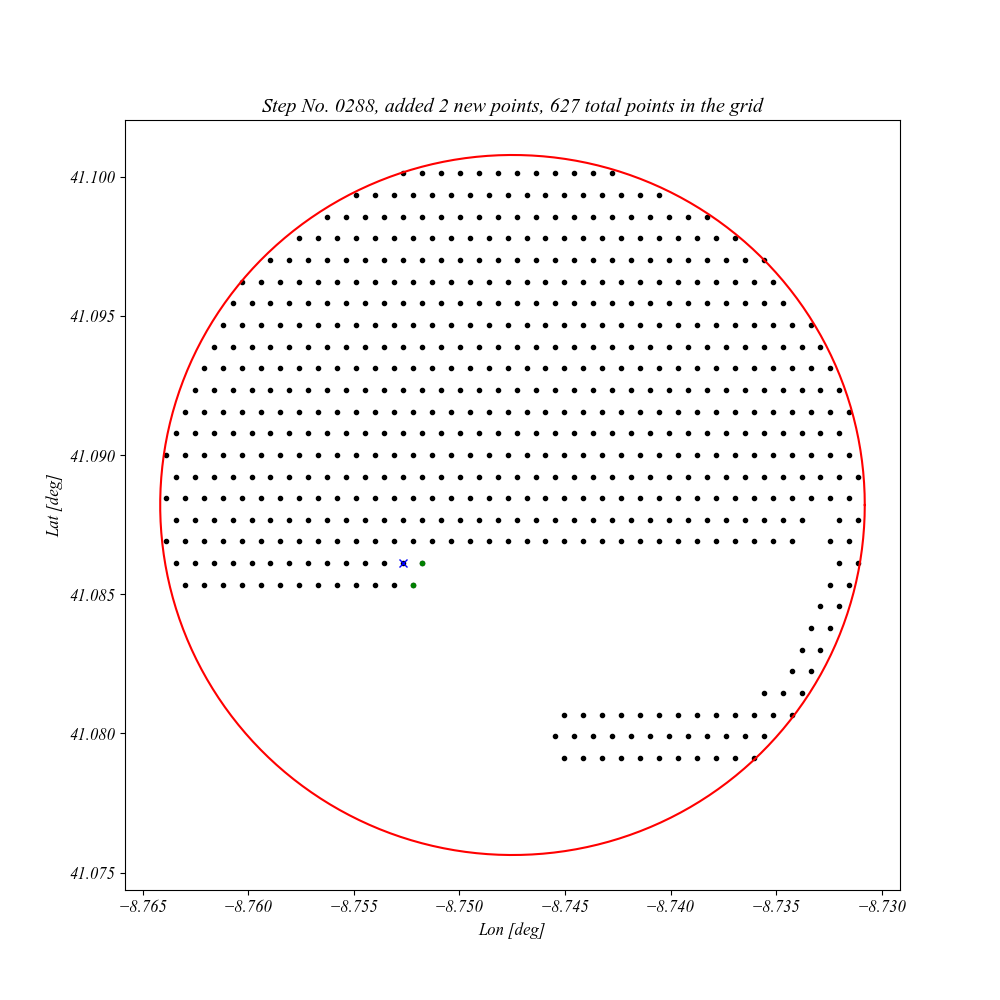 Step No. 0288, added 2 new points, 627 total points in the grid
41.100
41.095
41.090
41.085
41.080
41.075
Lat [deg]
−8.765 −8.760 −8.755 −8.750 −8.745 −8.740 −8.735 −8.730
Lon [deg]